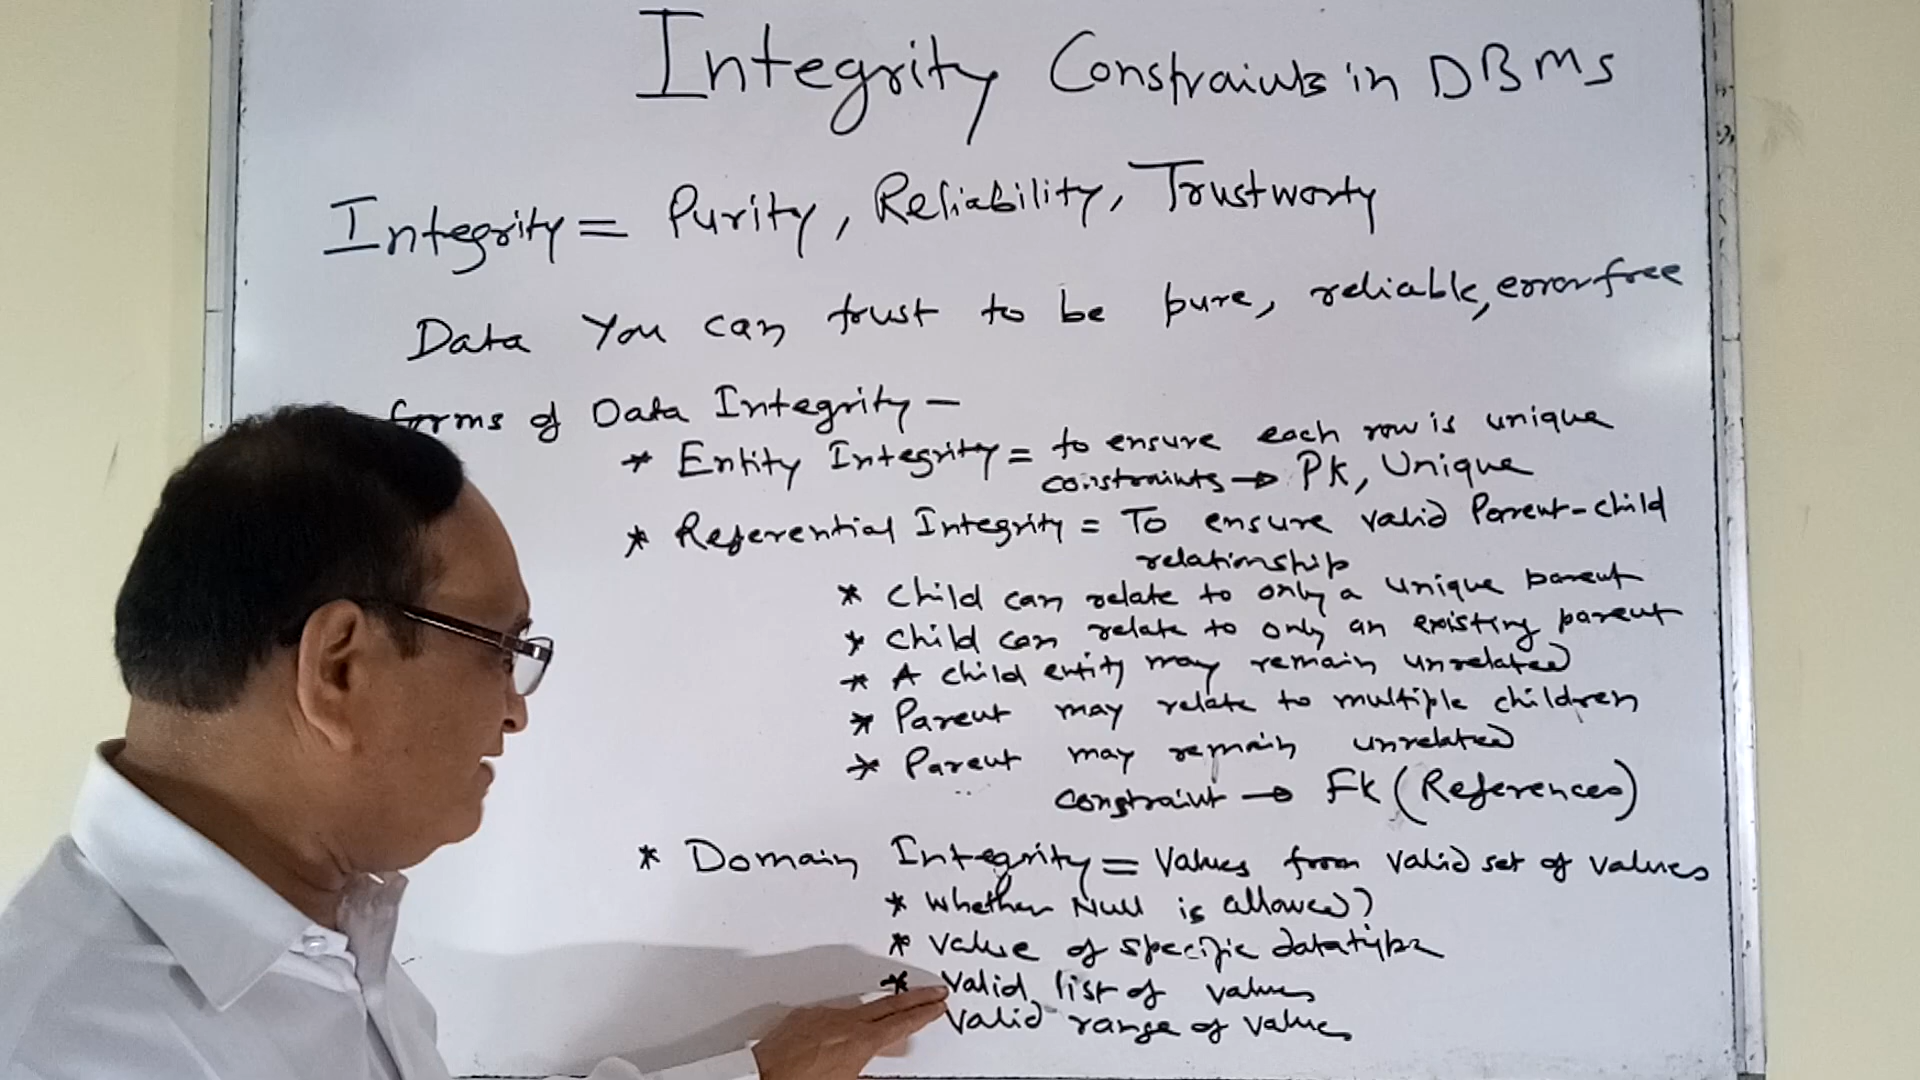 Integrity Constraints in DBMS
Integrity = Purity, Reliability, Trustworty
Data You can trust to be pure, reliable, errorfree
forms of Data Integrity -
* Entity Integrity = to ensure each row is unique
constraints → PK, Unique
* Referential Integrity = To ensure valid Parent-child
relationship
* child can relate to only a unique parent
* child can relate to only an existing parent
* A child entity may remain unrelated
* Parent may relate to multiple children
* Parent may remain unrelated
constraint → FK (References)
* Domain Integrity = Values from valid set of values
* Whether Null is allowed?
* Value of specific datatype
* Valid list of values
Valid range of values